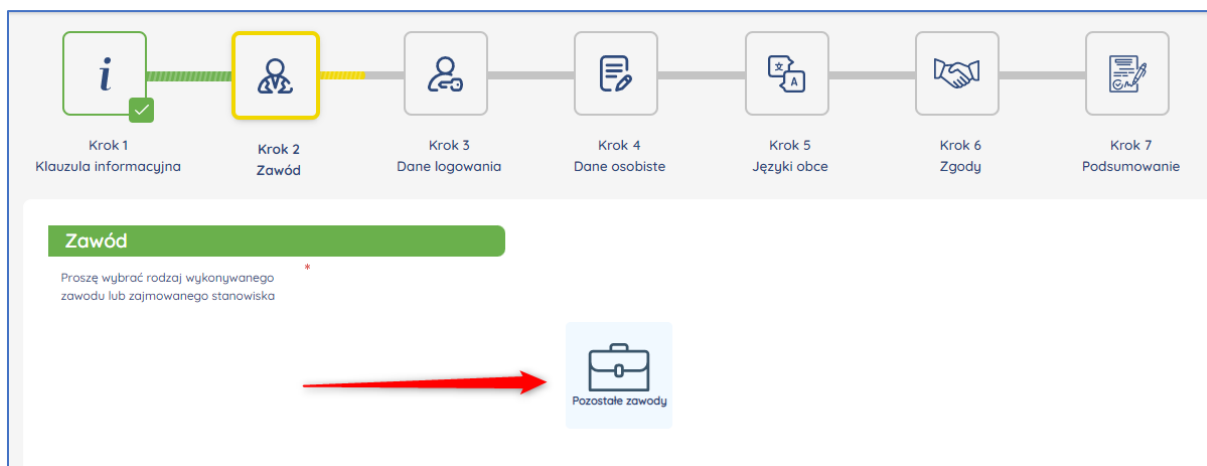 i
Krok 1
Klauzula informacyjna
Krok 2
Zawód
Krok 3
Dane logowania
Krok 4
Dane osobiste
文
A
Krok 5
Języki obce
Krok 6
Zgody
Krok 7
Podsumowanie
Zawód
Proszę wybrać rodzaj wykonywanego *
zawodu lub zajmowanego stanowiska
Pozostałe zawody